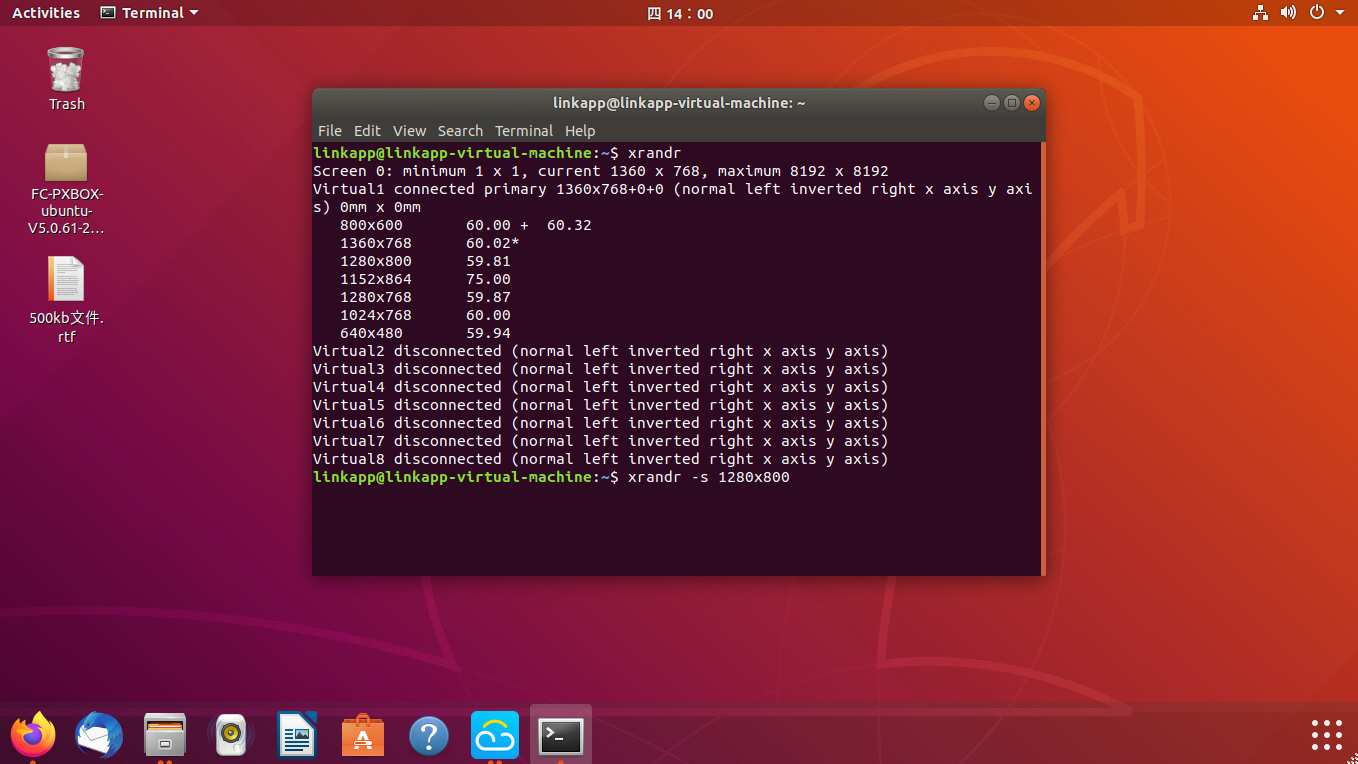 Activities
Terminal
四 14：00
Trash
FC-PXBOX-
ubuntu-
V5.0.61-2…
500kb文件.
rtf
linkapp@linkapp-virtual-machine: ~
File Edit View Search Terminal Help
linkapp@linkapp-virtual-machine:~$ xrandr
Screen 0: minimum 1 x 1, current 1360 x 768, maximum 8192 x 8192
Virtual1 connected primary 1360x768+0+0 (normal left inverted right x axis y axi
s) 0mm x 0mm
   800x600       60.00 +  60.32
   1360x768      60.02*
   1280x800      59.81
   1152x864      75.00
   1280x768      59.87
   1024x768      60.00
   640x480       59.94
Virtual2 disconnected (normal left inverted right x axis y axis)
Virtual3 disconnected (normal left inverted right x axis y axis)
Virtual4 disconnected (normal left inverted right x axis y axis)
Virtual5 disconnected (normal left inverted right x axis y axis)
Virtual6 disconnected (normal left inverted right x axis y axis)
Virtual7 disconnected (normal left inverted right x axis y axis)
Virtual8 disconnected (normal left inverted right x axis y axis)
linkapp@linkapp-virtual-machine:~$ xrandr -s 1280x800